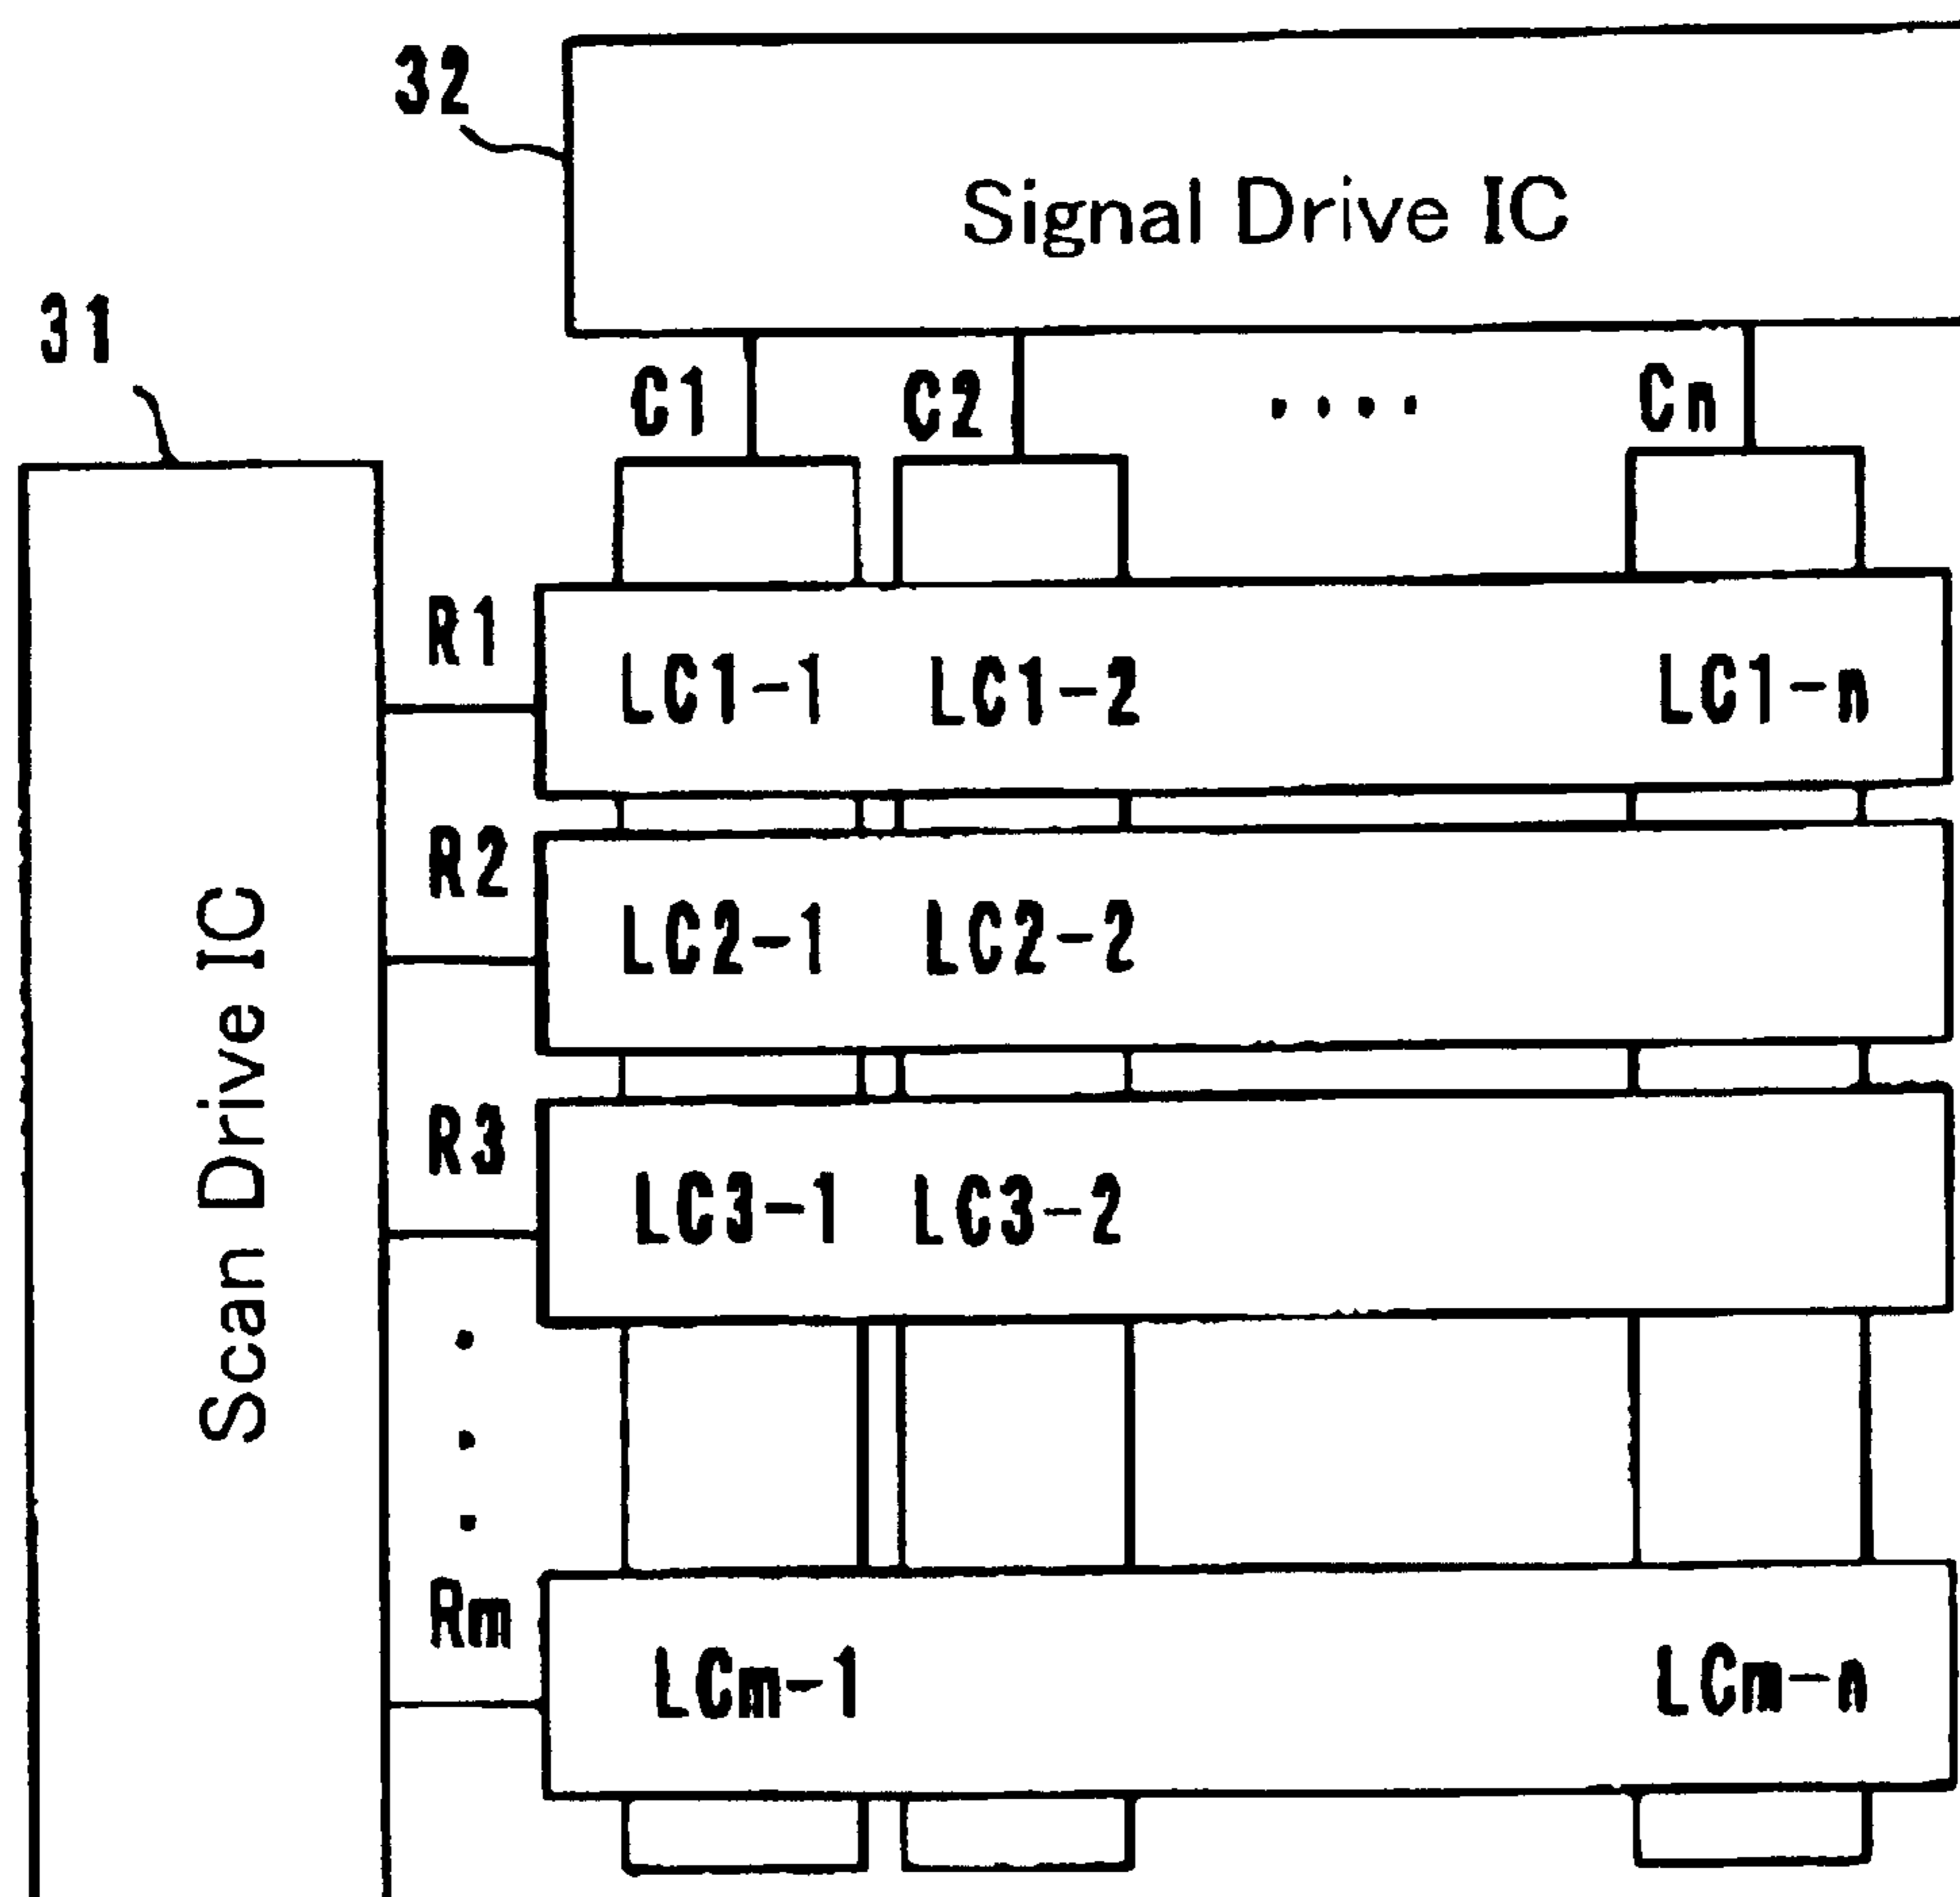 32
Signal Drive IC
31
C1 C2 .... Cn
R1
LC1-1 LC1-2 LC1-n
R2
LC2-1 LC2-2
Scan Drive IC
R3
LC3-1 LC3-2
Rm
LCm-1 LCm-n